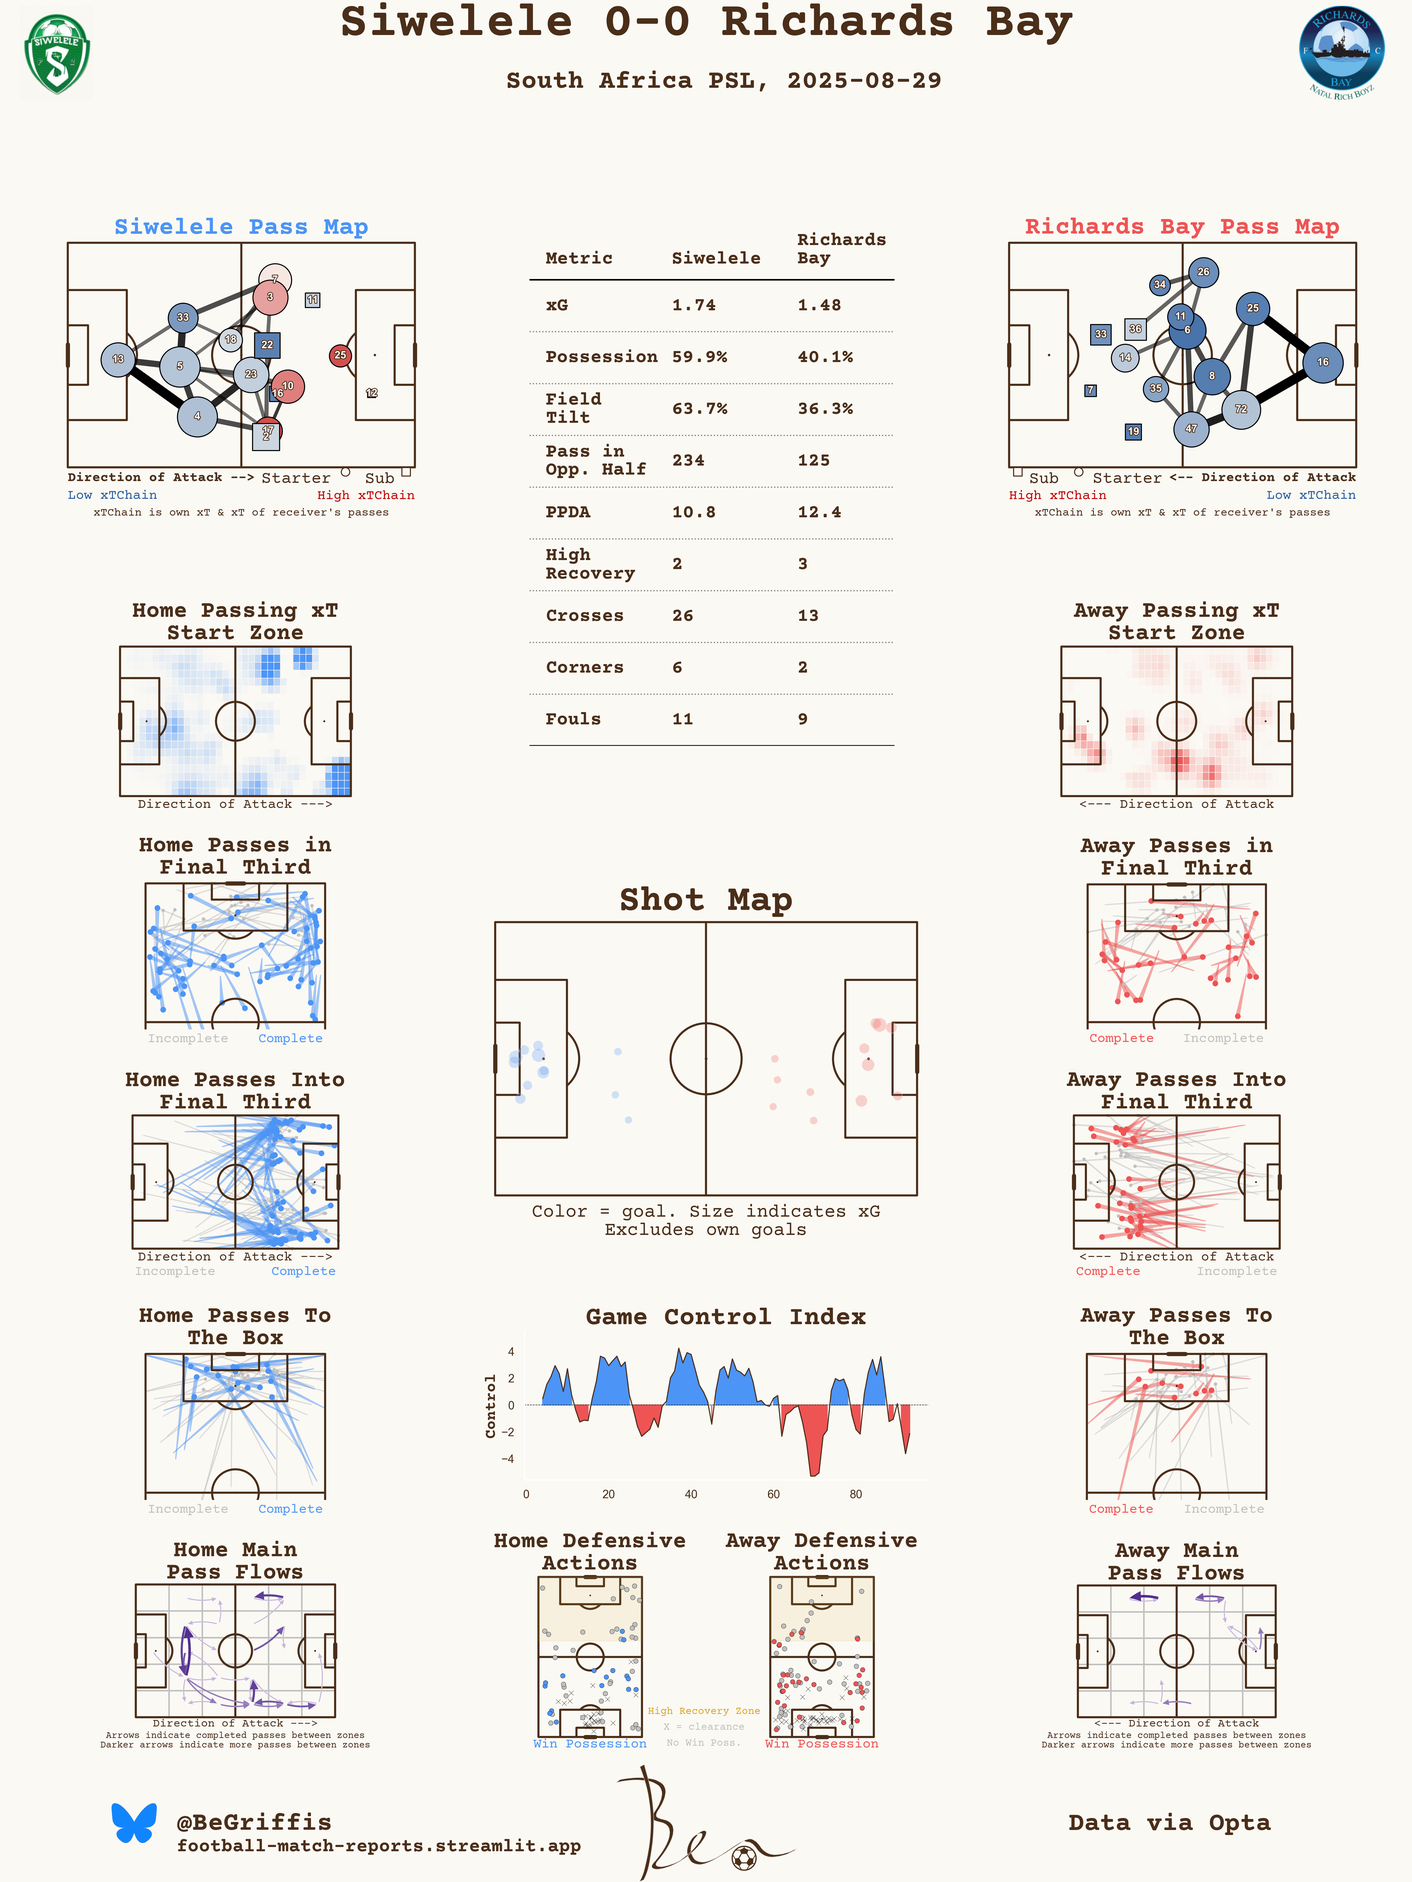 Siwelele 0-0 Richards Bay
South Africa PSL, 2025-08-29
SIWELELE
S
RICHARDS
F C
BAY
NATAL RICH BOYZ
Siwelele Pass Map
7
3
11
33
18
22
13
5
23
25
10
16
12
4
17
2
Direction of Attack --> Starter Sub
Low xTChain High xTChain
xTChain is own xT & xT of receiver's passes
Metric Siwelele Richards
Bay
xG 1.74 1.48
Possession 59.9% 40.1%
Field
Tilt 63.7% 36.3%
Pass in
Opp. Half 234 125
PPDA 10.8 12.4
High
Recovery 2 3
Crosses 26 13
Corners 6 2
Fouls 11 9
Richards Bay Pass Map
26
34
25
11
36
6
33
14
16
8
7
35
72
19
47
Sub Starter <-- Direction of Attack
High xTChain Low xTChain
xTChain is own xT & xT of receiver's passes
Home Passing xT
Start Zone
Direction of Attack --->
Away Passing xT
Start Zone
<--- Direction of Attack
Home Passes in
Final Third
Incomplete Complete
Shot Map
Color = goal. Size indicates xG
Excludes own goals
Away Passes in
Final Third
Complete Incomplete
Home Passes Into
Final Third
Direction of Attack --->
Incomplete Complete
Away Passes Into
Final Third
<--- Direction of Attack
Complete Incomplete
Home Passes To
The Box
Incomplete Complete
Game Control Index
Control
4
2
0
−2
−4
0 20 40 60 80
Away Passes To
The Box
Complete Incomplete
Home Main
Pass Flows
Direction of Attack --->
Arrows indicate completed passes between zones
Darker arrows indicate more passes between zones
Home Defensive
Actions
Win Possession
High Recovery Zone
X = clearance
No Win Poss.
Away Defensive
Actions
Win Possession
Away Main
Pass Flows
<--- Direction of Attack
Arrows indicate completed passes between zones
Darker arrows indicate more passes between zones
@BeGriffis
football-match-reports.streamlit.app
Ben
Data via Opta